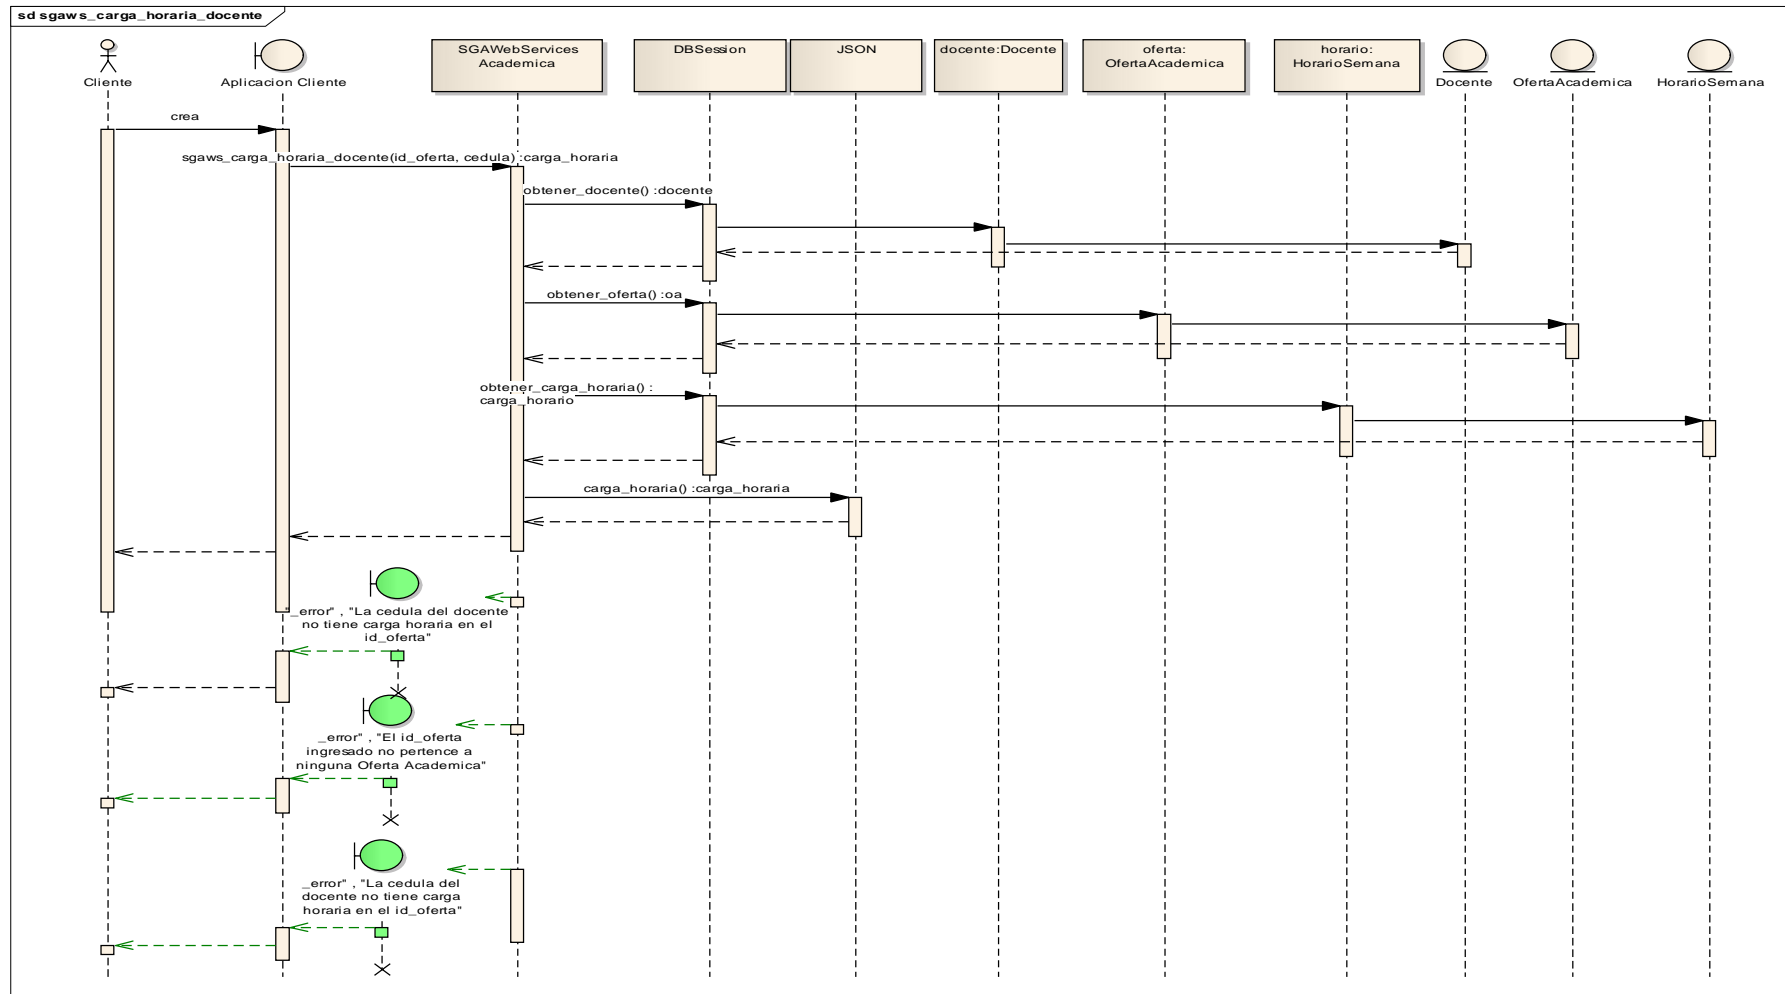 sd sgaws_carga_horaria_docente
Cliente
Aplicacion Cliente
SGAWebServices
Academica
DBSession
JSON
docente:Docente
oferta:
OfertaAcademica
horario:
HorarioSemana
Docente
OfertaAcademica
HorarioSemana
crea
sgaws_carga_horaria_docente(id_oferta, cedula) :carga_horaria
obtener_docente() :docente
obtener_oferta() :oa
obtener_carga_horaria() :
carga_horario
carga_horaria() :carga_horaria
"_error" , "La cedula del docente
no tiene carga horaria en el
id_oferta"
_error" , "El id_oferta
ingresado no pertence a
ninguna Oferta Academica"
_error" , "La cedula del
docente no tiene carga
horaria en el id_oferta"